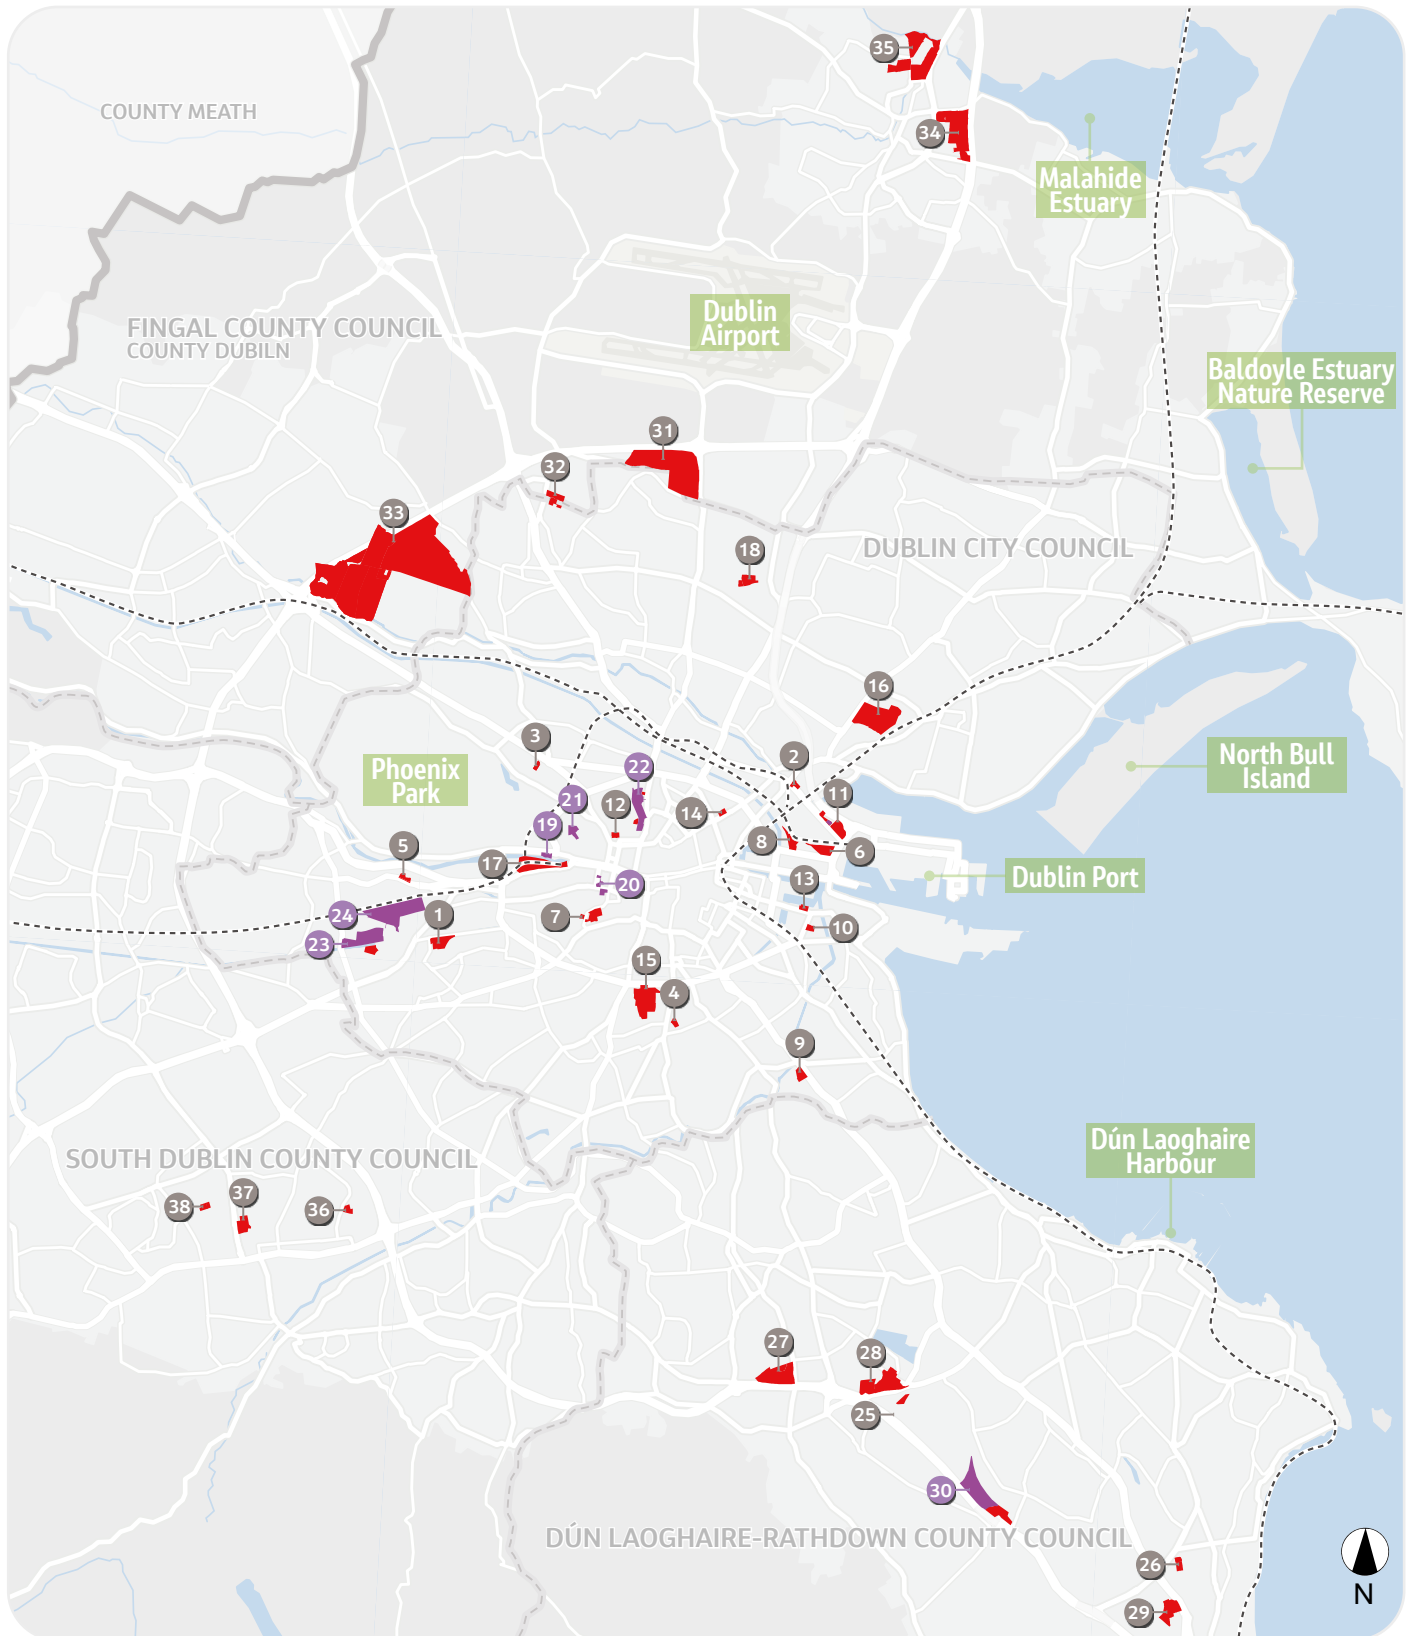 35
COUNTY MEATH
34
Malahide
Estuary
Dublin
Airport
FINGAL COUNTY COUNCIL
COUNTY DUBILN
Baldoyle Estuary
Nature Reserve
31
32
33
18
DUBLIN CITY COUNCIL
16
3
2
North Bull
Island
Phoenix
Park
22
21
12
14
11
19
8
6
5
17
13
Dublin Port
20
24
1
7
10
23
15
4
9
Dún Laoghaire
Harbour
SOUTH DUBLIN COUNTY COUNCIL
38
37
36
27
28
25
30
DÚN LAOGHAIRE-RATHDOWN COUNTY COUNCIL
26
29
N